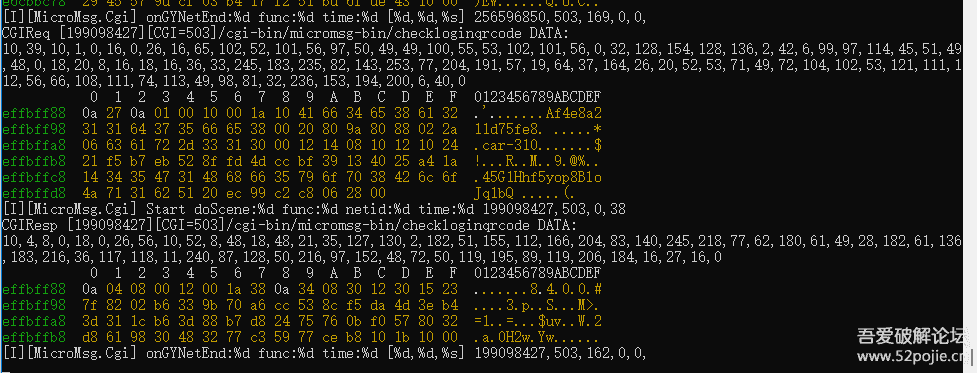 [I][MicroMsg.Cgi] onGYNetEnd:%d func:%d time:%d [%d,%d,%s] 256596850,503,169,0,0,
CGIReq [199098427][CGI=503]/cgi-bin/micromsg-bin/checkloginqrcode DATA:
10,39,10,1,0,16,0,26,16,65,102,52,101,56,97,50,49,49,100,55,53,102,101,56,0,32,128,154,128,136,2,42,6,99,97,114,45,51,49
,48,0,18,20,8,16,18,16,36,33,245,183,235,82,143,253,77,204,191,57,19,64,37,164,26,20,52,53,71,49,72,104,102,53,121,111,1
12,56,66,108,111,74,113,49,98,81,32,236,153,194,200,6,40,0
0 1 2 3 4 5 6 7 8 9 A B C D E F 0123456789ABCDEF
effbff88 0a 27 0a 01 00 10 00 1a 10 41 66 34 65 38 61 32 .'.......Af4e8a2
effbff98 31 31 64 37 35 66 65 38 00 20 80 9a 80 88 02 2a 11d75fe8. .....*
effbffa8 06 63 61 72 2d 33 31 30 00 12 14 08 10 12 10 24 .car-310.......$
effbffb8 21 f5 b7 eb 52 8f fd 4d cc bf 39 13 40 25 a4 1a !...R..M..9.@%..
effbffc8 14 34 35 47 31 48 68 66 35 79 6f 70 38 42 6c 6f .45G1Hhf5yop8Blo
effbffd8 4a 71 31 62 51 20 ec 99 c2 c8 06 28 00 Jq1bQ .....(.
[I][MicroMsg.Cgi] Start doScene:%d func:%d netid:%d time:%d 199098427,503,0,38
CGIResp [199098427][CGI=503]/cgi-bin/micromsg-bin/checkloginqrcode DATA:
10,4,8,0,18,0,26,56,10,52,8,48,18,48,21,35,127,130,2,182,51,155,112,166,204,83,140,245,218,77,62,180,61,49,28,182,61,136
,183,216,36,117,118,11,240,87,128,50,216,97,152,48,72,50,119,195,89,119,206,184,16,27,16,0
0 1 2 3 4 5 6 7 8 9 A B C D E F 0123456789ABCDEF
effbff88 0a 04 08 00 12 00 1a 38 0a 34 08 30 12 30 15 23 .......8.4.0.0.#
effbff98 7f 82 02 b6 33 9b 70 a6 cc 53 8c f5 da 4d 3e b4 ....3.p..S...M>.
effbffa8 3d 31 1c b6 3d 88 b7 d8 24 75 76 0b f0 57 80 32 =1..=...$uv..W.2
effbffb8 d8 61 98 30 48 32 77 c3 59 77 ce b8 10 1b 10 00 .a.0H2w.Yw......
[I][MicroMsg.Cgi] onGYNetEnd:%d func:%d time:%d [%d,%d,%s] 199098427,503,162,0,0,
吾爱破解论坛
www.52pojie.cn